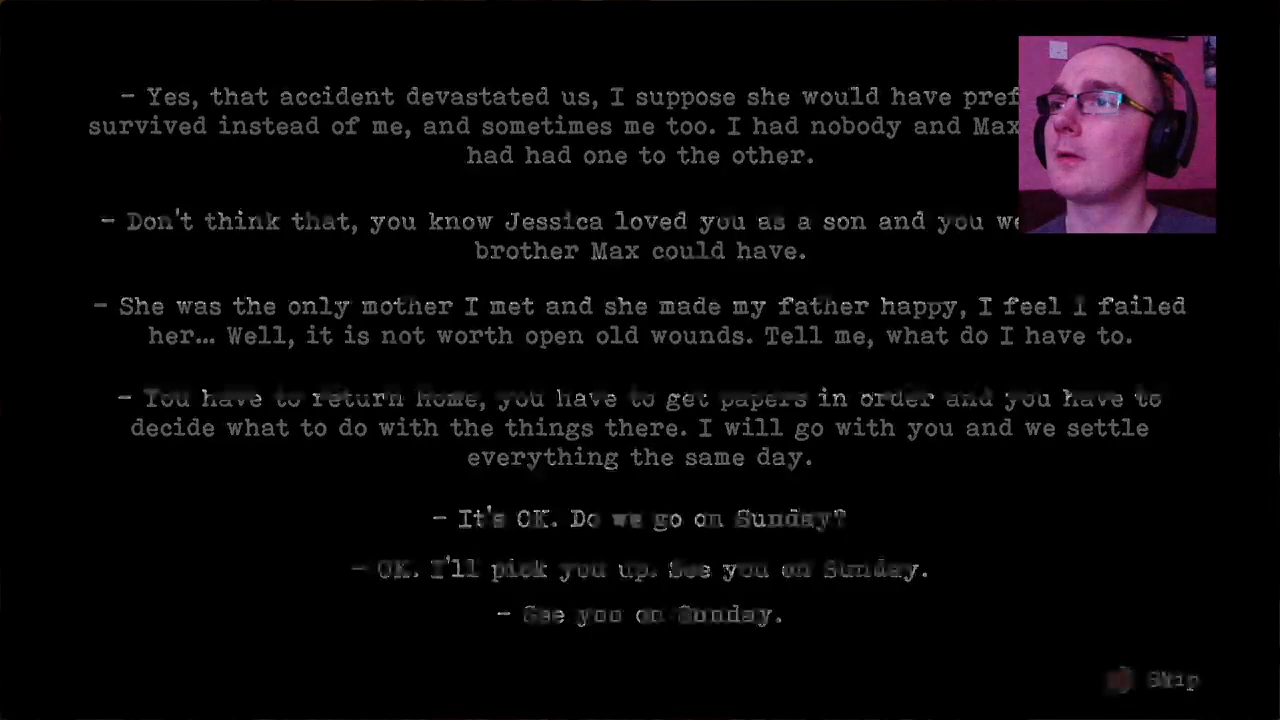 – Yes, that accident devastated us, I suppose she would have pref
survived instead of me, and sometimes me too. I had nobody and Max
had had one to the other.
– Don't think that, you know Jessica loved you as a son and you we
brother Max could have.
– She was the only mother I met and she made my father happy, I feel I failed
her... Well, it is not worth open old wounds. Tell me, what do I have to.
– You have to return home, you have to get papers in order and you have to
decide what to do with the things there. I will go with you and we settle
everything the same day.
– It's OK. Do we go on Sunday?
– OK. I'll pick you up. See you on Sunday.
– See you on Sunday.
Skip